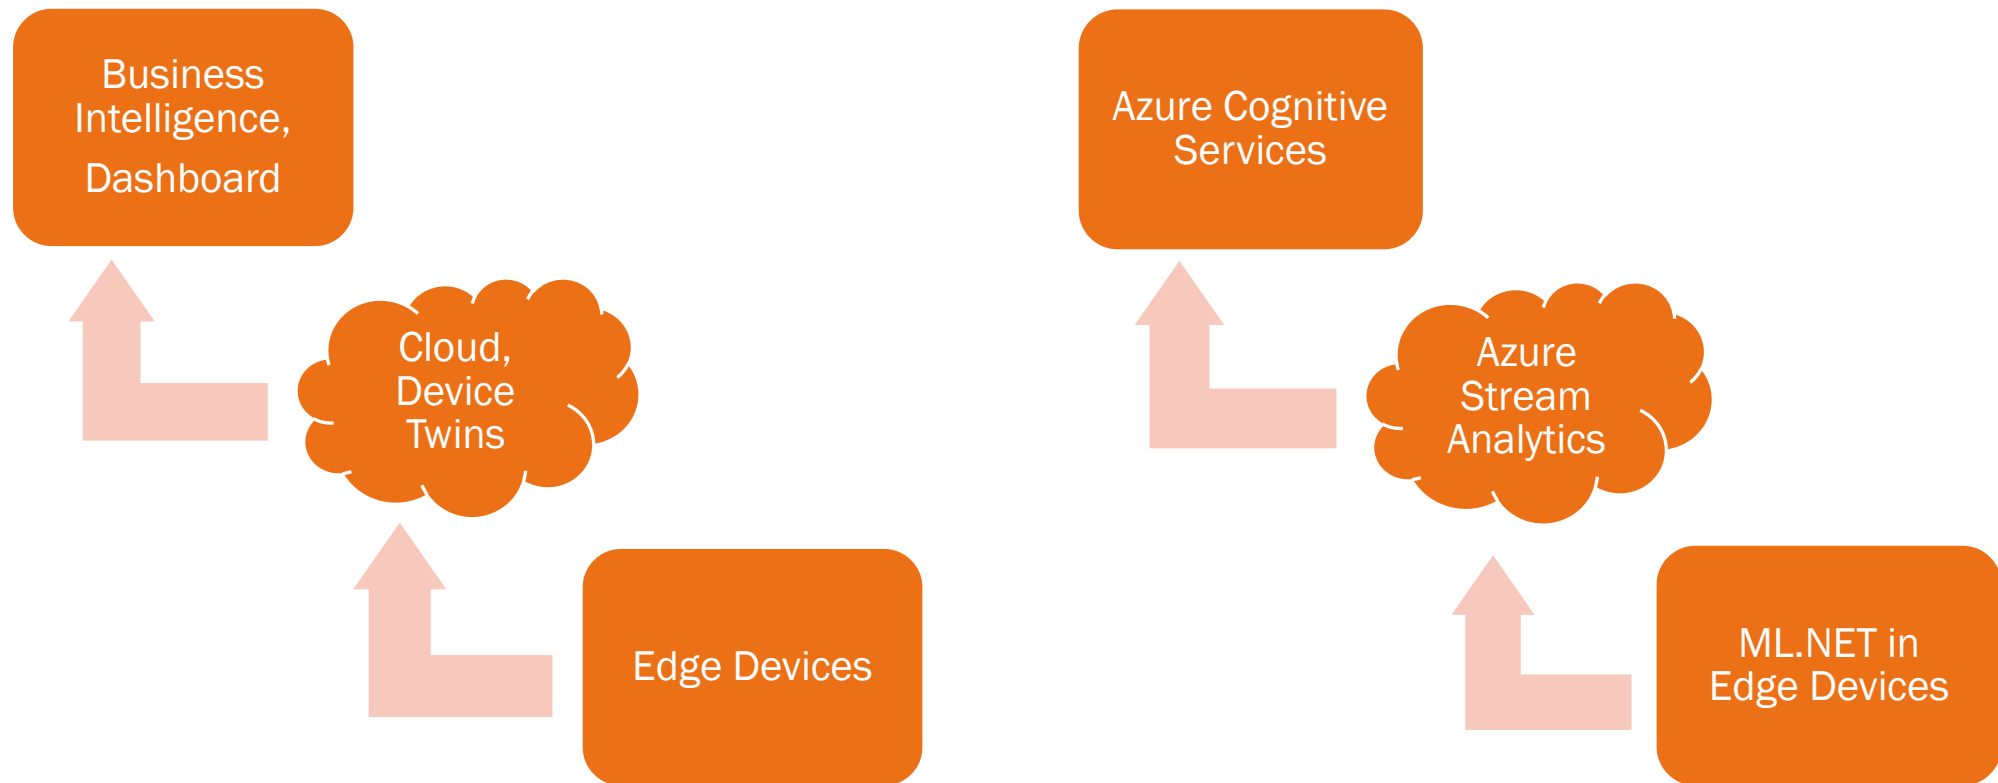 Business
Intelligence,
Dashboard
Cloud,
Device
Twins
Edge Devices
Azure Cognitive
Services
Azure
Stream
Analytics
ML.NET in
Edge Devices